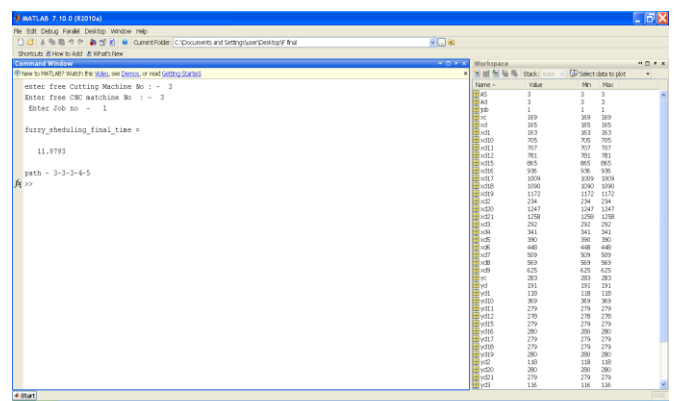 MATLAB 7.10.0 (R2010a)
File Edit Debug Parallel Desktop Window Help
Current Folder: C:\Documents and Settings\user\Desktop\F final
Shortcuts How to Add What's New
Command Window
New to MATLAB? Watch this Video, see Demos, or read Getting Started.
enter free Cutting Machine No : - 3
Enter free CNC matchine No : - 3
Enter Job no - 1
fuzzy_sheduling_final_time =
11.9793
path - 3-3-3-4-5
fx >>
Workspace
Stack: Base Select data to plot
Name Value Min Max
AS 3 3 3
Ad 3 3 3
job 1 1 1
xc 169 169 169
xd 165 165 165
xd1 163 163 163
xd10 705 705 705
xd11 707 707 707
xd12 781 781 781
xd15 865 865 865
xd16 936 936 936
xd17 1009 1009 1009
xd18 1090 1090 1090
xd19 1172 1172 1172
xd2 234 234 234
xd20 1247 1247 1247
xd21 1258 1258 1258
xd3 292 292 292
xd4 341 341 341
xd5 390 390 390
xd6 448 448 448
xd7 509 509 509
xd8 569 569 569
xd9 625 625 625
yc 283 283 283
yd 191 191 191
yd1 118 118 118
yd10 369 369 369
yd11 279 279 279
yd12 278 278 278
yd15 279 279 279
yd16 280 280 280
yd17 279 279 279
yd18 279 279 279
yd19 280 280 280
yd2 118 118 118
yd20 280 280 280
yd21 279 279 279
yd3 116 116 116
Start